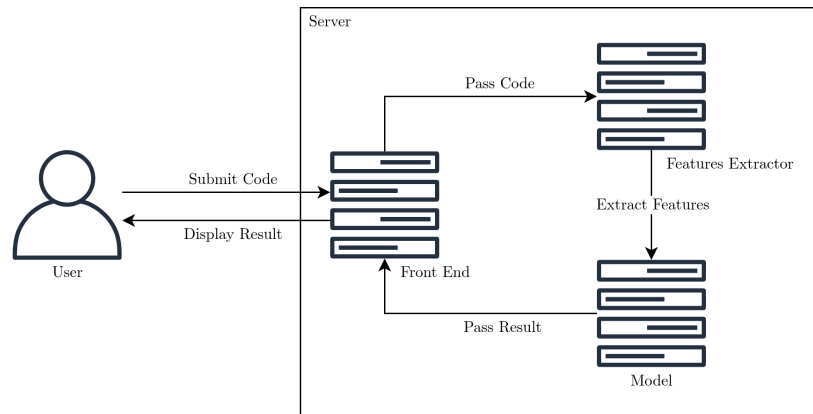 Server
Pass Code
Features Extractor
Submit Code
Extract Features
Display Result
User
Front End
Pass Result
Model